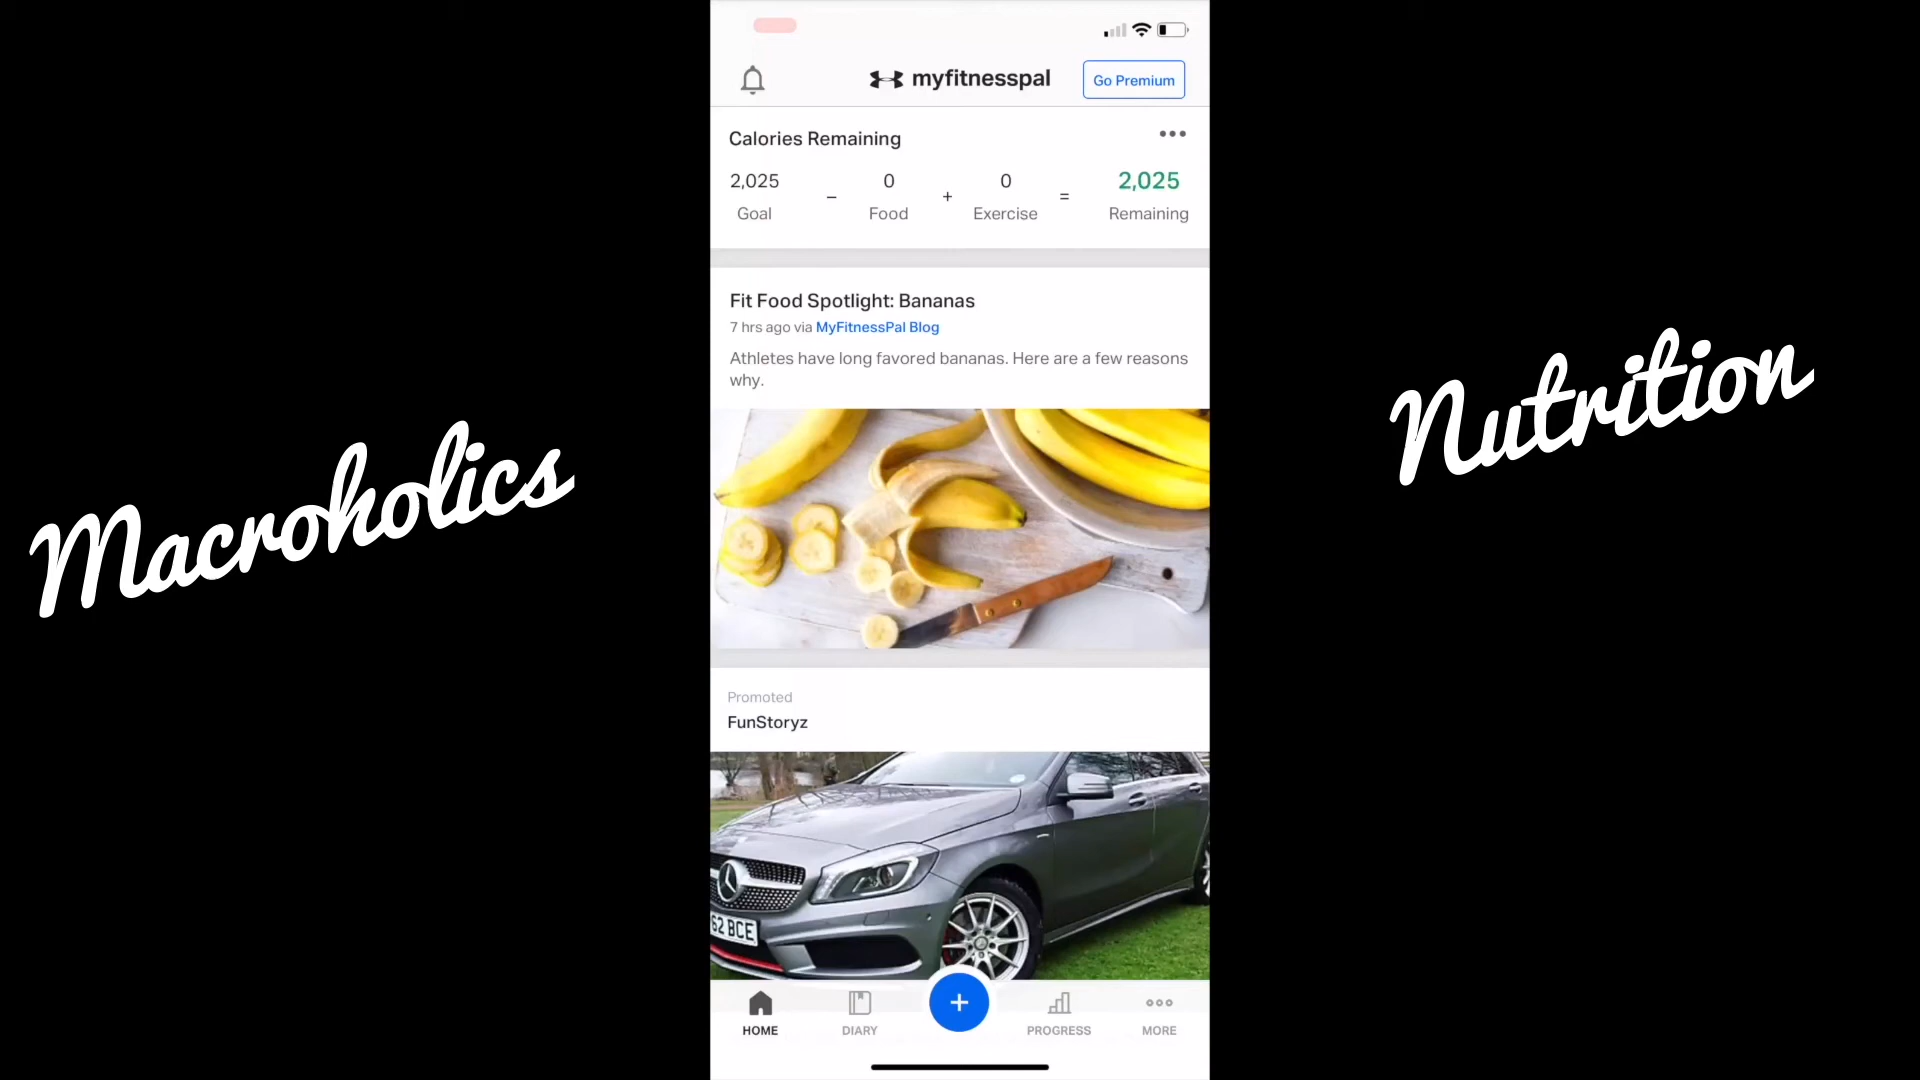 myfitnesspal
Go Premium
Calories Remaining
2,025 - 0 + 0 = 2,025
Goal Food Exercise Remaining
Fit Food Spotlight: Bananas
7 hrs ago via MyFitnessPal Blog
Athletes have long favored bananas. Here are a few reasons
why.
Macroholics
Nutrition
Promoted
FunStoryz
62 BCE
+
HOME DIARY PROGRESS MORE